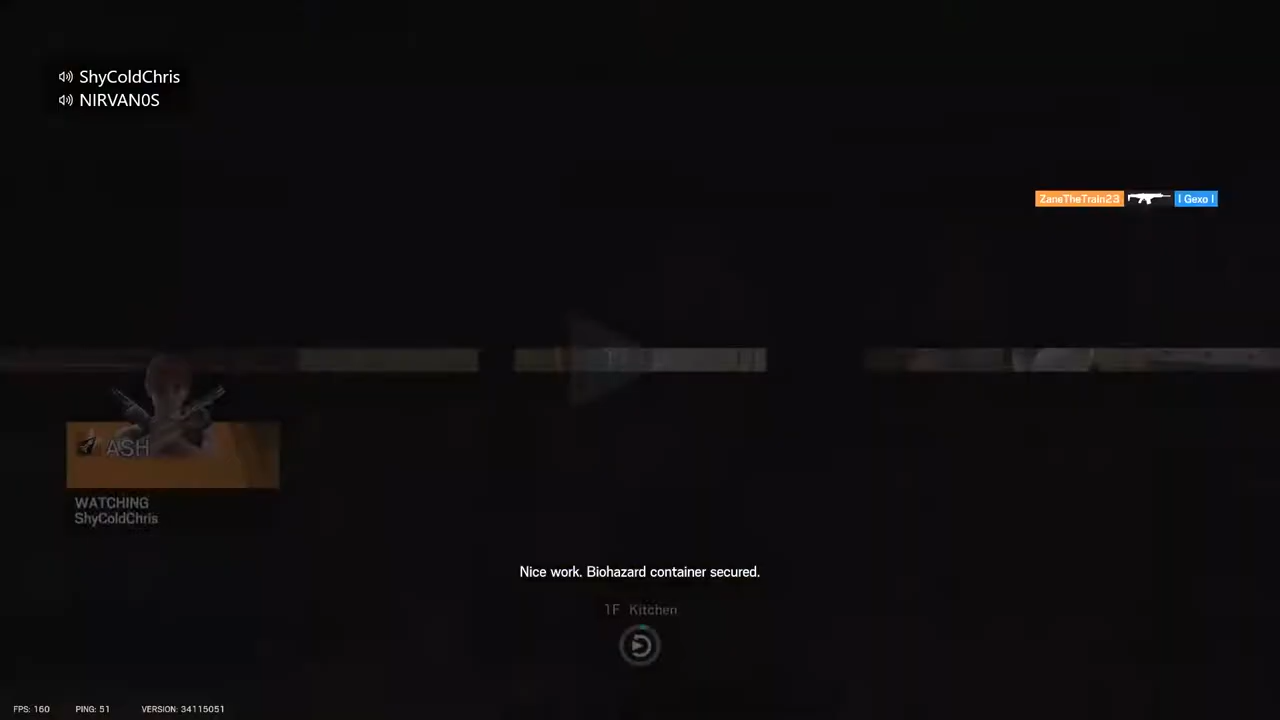 ShyColdChris
NIRVAN0S
ZaneTheTrain23 I Gexo I
ASH
WATCHING
ShyColdChris
Nice work. Biohazard container secured.
1F Kitchen
FPS: 160 PING: 51 VERSION: 34115051